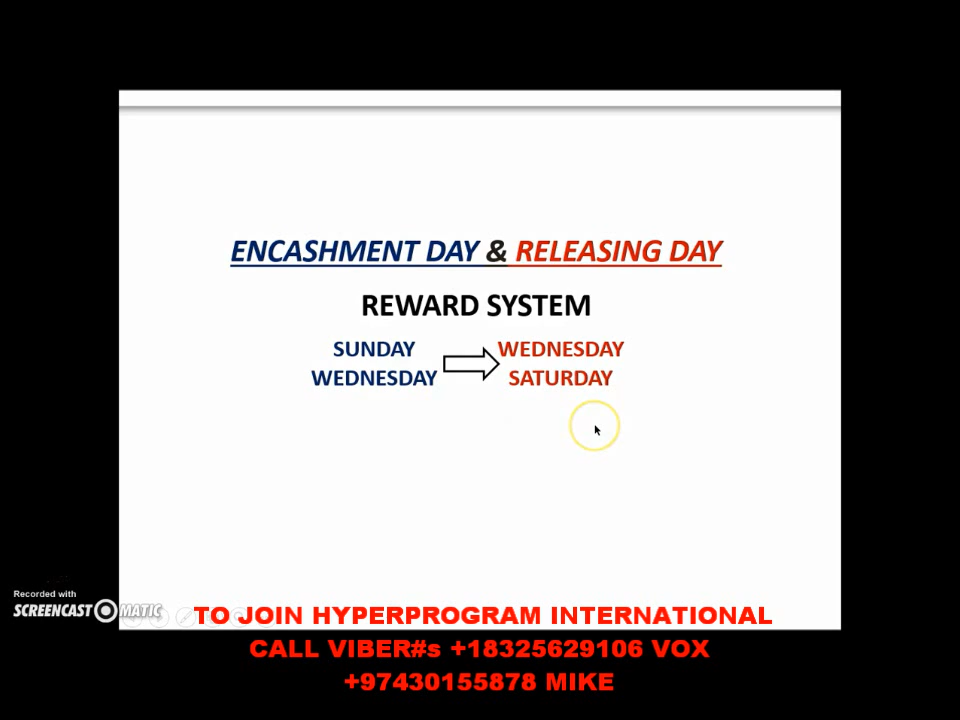 ENCASHMENT DAY & RELEASING DAY
REWARD SYSTEM
SUNDAY WEDNESDAY
WEDNESDAY SATURDAY
Recorded with
SCREENCAST MATIC
TO JOIN HYPERPROGRAM INTERNATIONAL
CALL VIBER#s +18325629106 VOX
+97430155878 MIKE